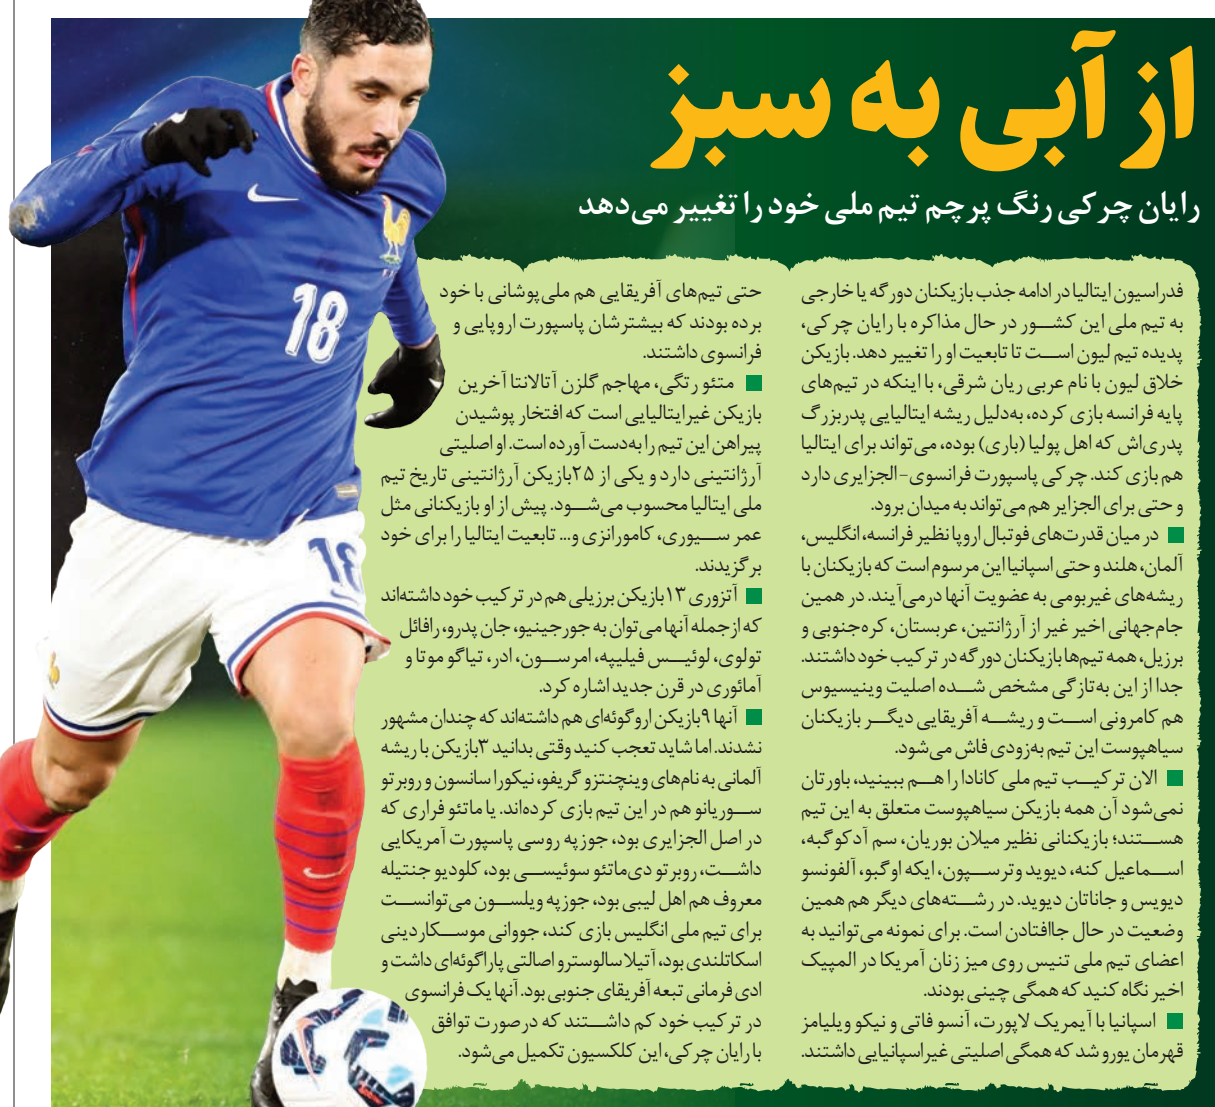 از آبی به سبز
رایان چرکی رنگ پرچم تیم ملی خود را تغییر می‌دهد
فدراسیون ایتالیا در ادامه جذب بازیکنان دورگه یا خارجی
به تیم ملی این کشور در حال مذاکره با رایان چرکی،
پدیده تیم لیون است تا تابعیت او را تغییر دهد. بازیکن
خلاق لیون با نام عربی ریان شرقی، با اینکه در تیم‌های
پایه فرانسه بازی کرده، به‌دلیل ریشه ایتالیایی پدربزرگ
پدری‌اش که اهل پولیا (باری) بوده، می‌تواند برای ایتالیا
هم بازی کند. چرکی پاسپورت فرانسوی-الجزایری دارد
و حتی برای الجزایر هم می‌تواند به میدان برود.
■ در میان قدرت‌های فوتبال اروپا نظیر فرانسه، انگلیس،
آلمان، هلند و حتی اسپانیا این مرسوم است که بازیکنان با
ریشه‌های غیربومی به عضویت آنها درمی‌آیند. در همین
جام‌جهانی اخیر غیر از آرژانتین، عربستان، کره‌جنوبی و
برزیل، همه تیم‌ها بازیکنان دورگه در ترکیب خود داشتند.
جدا از این به‌تازگی مشخص شده اصلیت وینیسیوس
هم کامرونی است و ریشه آفریقایی دیگر بازیکنان
سیاهپوست این تیم به‌زودی فاش می‌شود.
■ الان ترکیب تیم ملی کانادا را هم ببینید، باورتان
نمی‌شود آن همه بازیکن سیاهپوست متعلق به این تیم
هستند؛ بازیکنانی نظیر میلان بوریان، سم آدکوگبه،
اسماعیل کنه، دیوید وترسپون، ایکه اوگبو، آلفونسو
دیویس و جاناتان دیوید. در رشته‌های دیگر هم همین
وضعیت در حال جاافتادن است. برای نمونه می‌توانید به
اعضای تیم ملی تنیس روی میز زنان آمریکا در المپیک
اخیر نگاه کنید که همگی چینی بودند.
■ اسپانیا با آیمریک لاپورت، آنسو فاتی و نیکو ویلیامز
قهرمان یورو شد که همگی اصلیتی غیراسپانیایی داشتند.
حتی تیم‌های آفریقایی هم ملی‌پوشانی با خود
برده بودند که بیشترشان پاسپورت اروپایی و
فرانسوی داشتند.
■ متئو رتگی، مهاجم گلزن آتالانتا آخرین
بازیکن غیرایتالیایی است که افتخار پوشیدن
پیراهن این تیم را به‌دست آورده است. او اصلیتی
آرژانتینی دارد و یکی از ۲۵بازیکن آرژانتینی تاریخ تیم
ملی ایتالیا محسوب می‌شود. پیش از او بازیکنانی مثل
عمر سیوری، کامورانزی و... تابعیت ایتالیا را برای خود
برگزیدند.
■ آتزوری ۱۳بازیکن برزیلی هم در ترکیب خود داشته‌اند
که ازجمله آنها می‌توان به جورجینیو، جان پدرو، رافائل
تولوی، لوئیس فیلیپه، امرسون، ادر، تیاگو موتا و
آمائوری در قرن جدید اشاره کرد.
■ آنها ۹بازیکن اروگوئه‌ای هم داشته‌اند که چندان مشهور
نشدند. اما شاید تعجب کنید وقتی بدانید ۳بازیکن با ریشه
آلمانی به نام‌های وینچنتزو گریفو، نیکورا سانسون و روبرتو
سوریانو هم در این تیم بازی کرده‌اند. یا ماتئو فراری که
در اصل الجزایری بود، جوزپه روسی پاسپورت آمریکایی
داشت، روبرتو دی‌ماتئو سوئیسی بود، کلودیو جنتیله
معروف هم اهل لیبی بود، جوزپه ویلسون می‌توانست
برای تیم ملی انگلیس بازی کند، جووانی موسکاردینی
اسکاتلندی بود، آتیلا سالوسترو اصالتی پاراگوئه‌ای داشت و
ادی فرمانی تبعه آفریقای جنوبی بود. آنها یک فرانسوی
در ترکیب خود کم داشتند که درصورت توافق
با رایان چرکی، این کلکسیون تکمیل می‌شود.
18
18